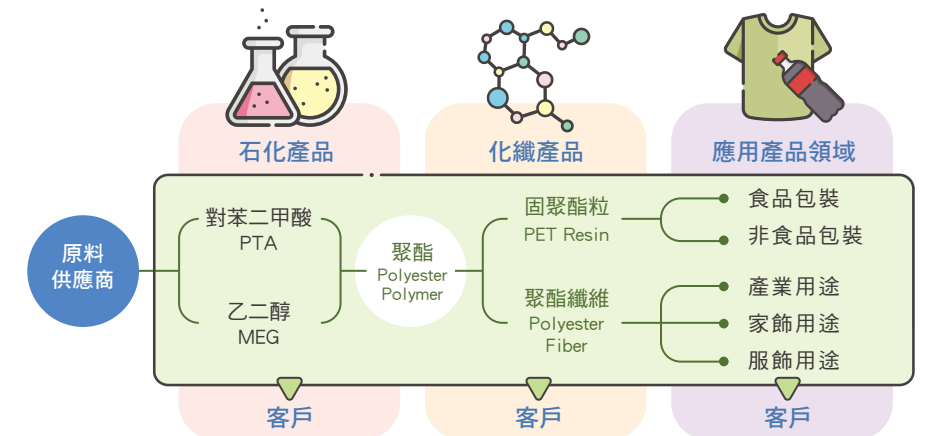 石化產品
化纖產品
應用產品領域
原料
供應商
對苯二甲酸
PTA
乙二醇
MEG
聚酯
Polyester
Polymer
固聚酯粒
PET Resin
聚酯纖維
Polyester
Fiber
食品包裝
非食品包裝
產業用途
家飾用途
服飾用途
客戶
客戶
客戶